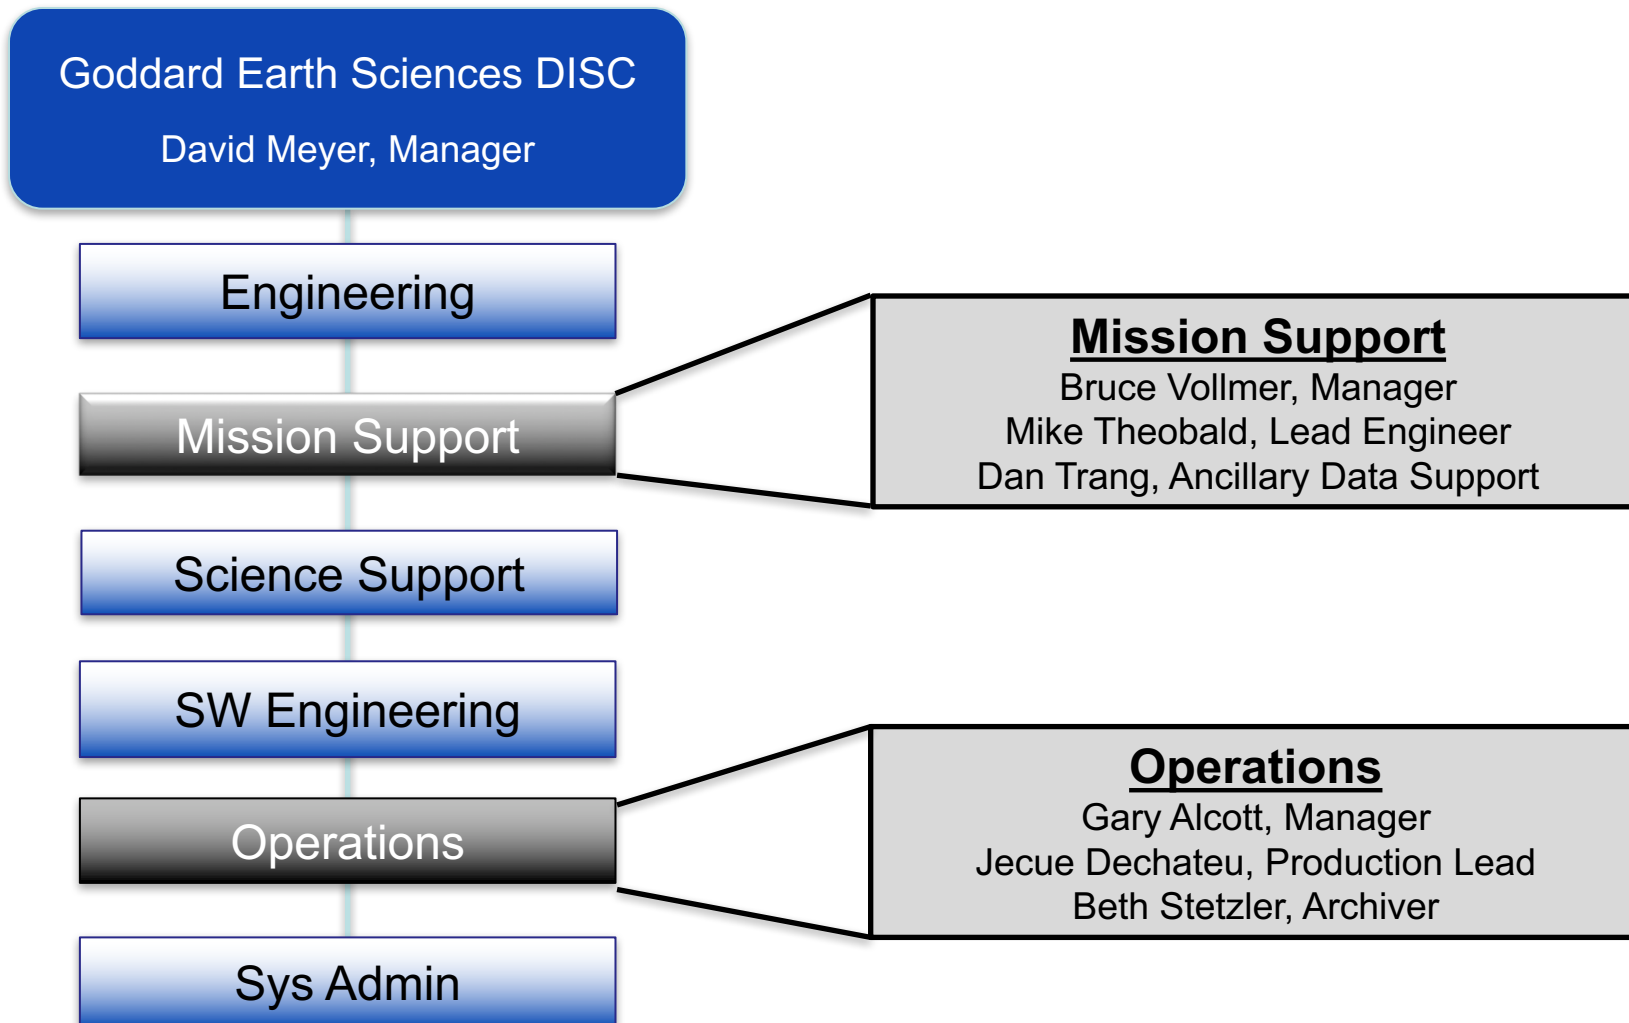 Goddard Earth Sciences DISC
David Meyer, Manager
Engineering
Mission Support
Science Support
SW Engineering
Operations
Sys Admin
Mission Support
Bruce Vollmer, Manager
Mike Theobald, Lead Engineer
Dan Trang, Ancillary Data Support
Operations
Gary Alcott, Manager
Jecue Dechateu, Production Lead
Beth Stetzler, Archiver